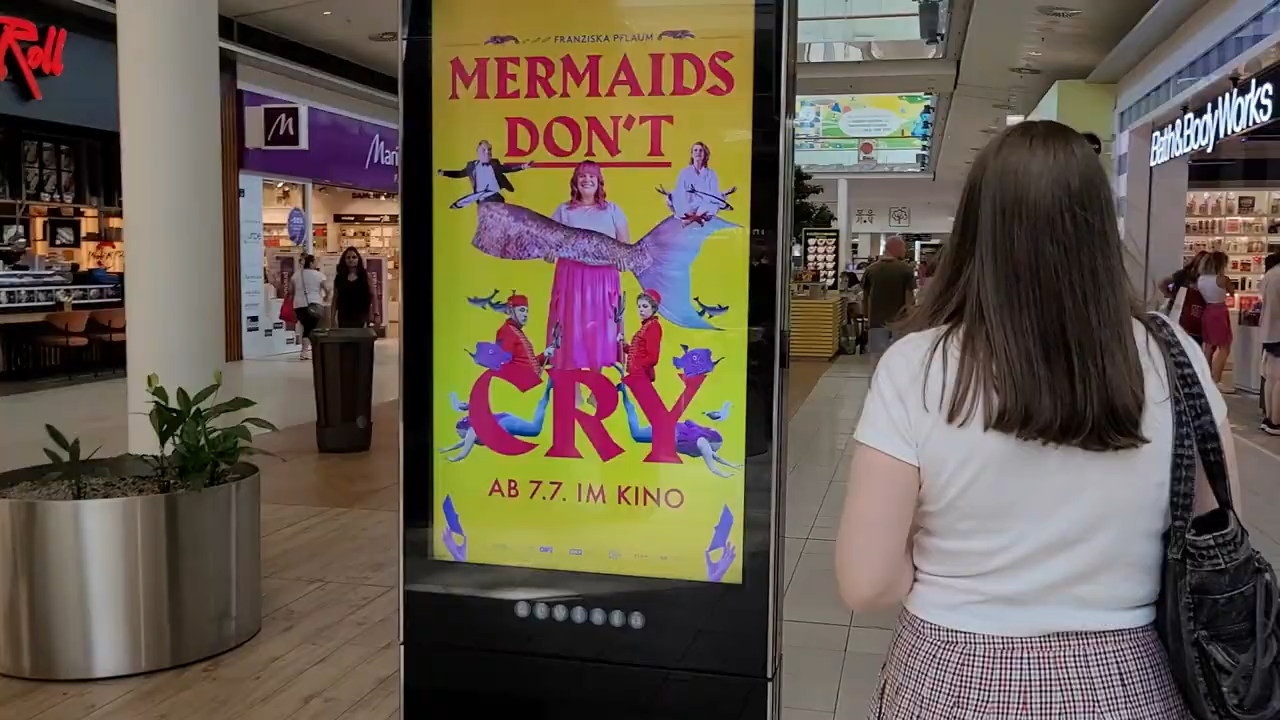 Roll
FRANZISKA PFLAUM
MERMAIDS
DON'T
CRY
AB 7.7. IM KINO
M
Bath&BodyWorks